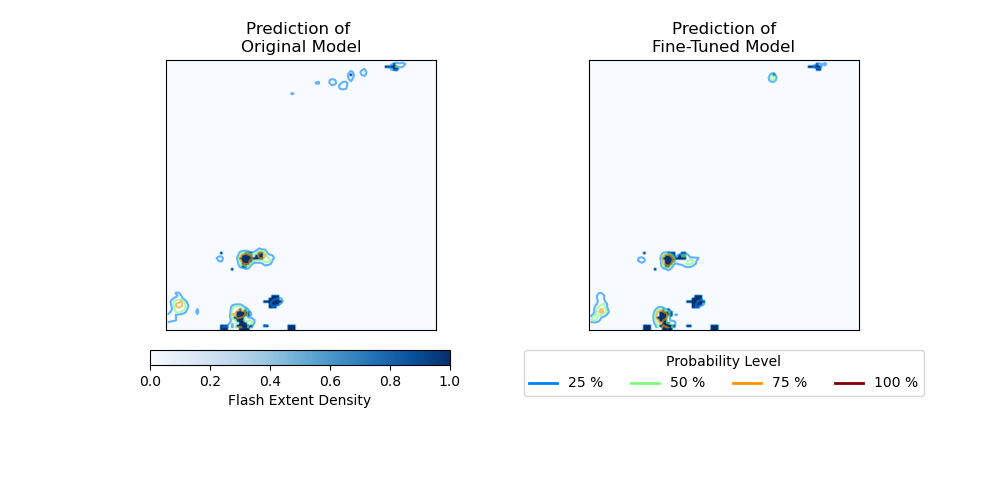 Prediction of
Original Model
Prediction of
Fine-Tuned Model
0.0 0.2 0.4 0.6 0.8 1.0
Flash Extent Density
Probability Level
25 % 50 % 75 % 100 %